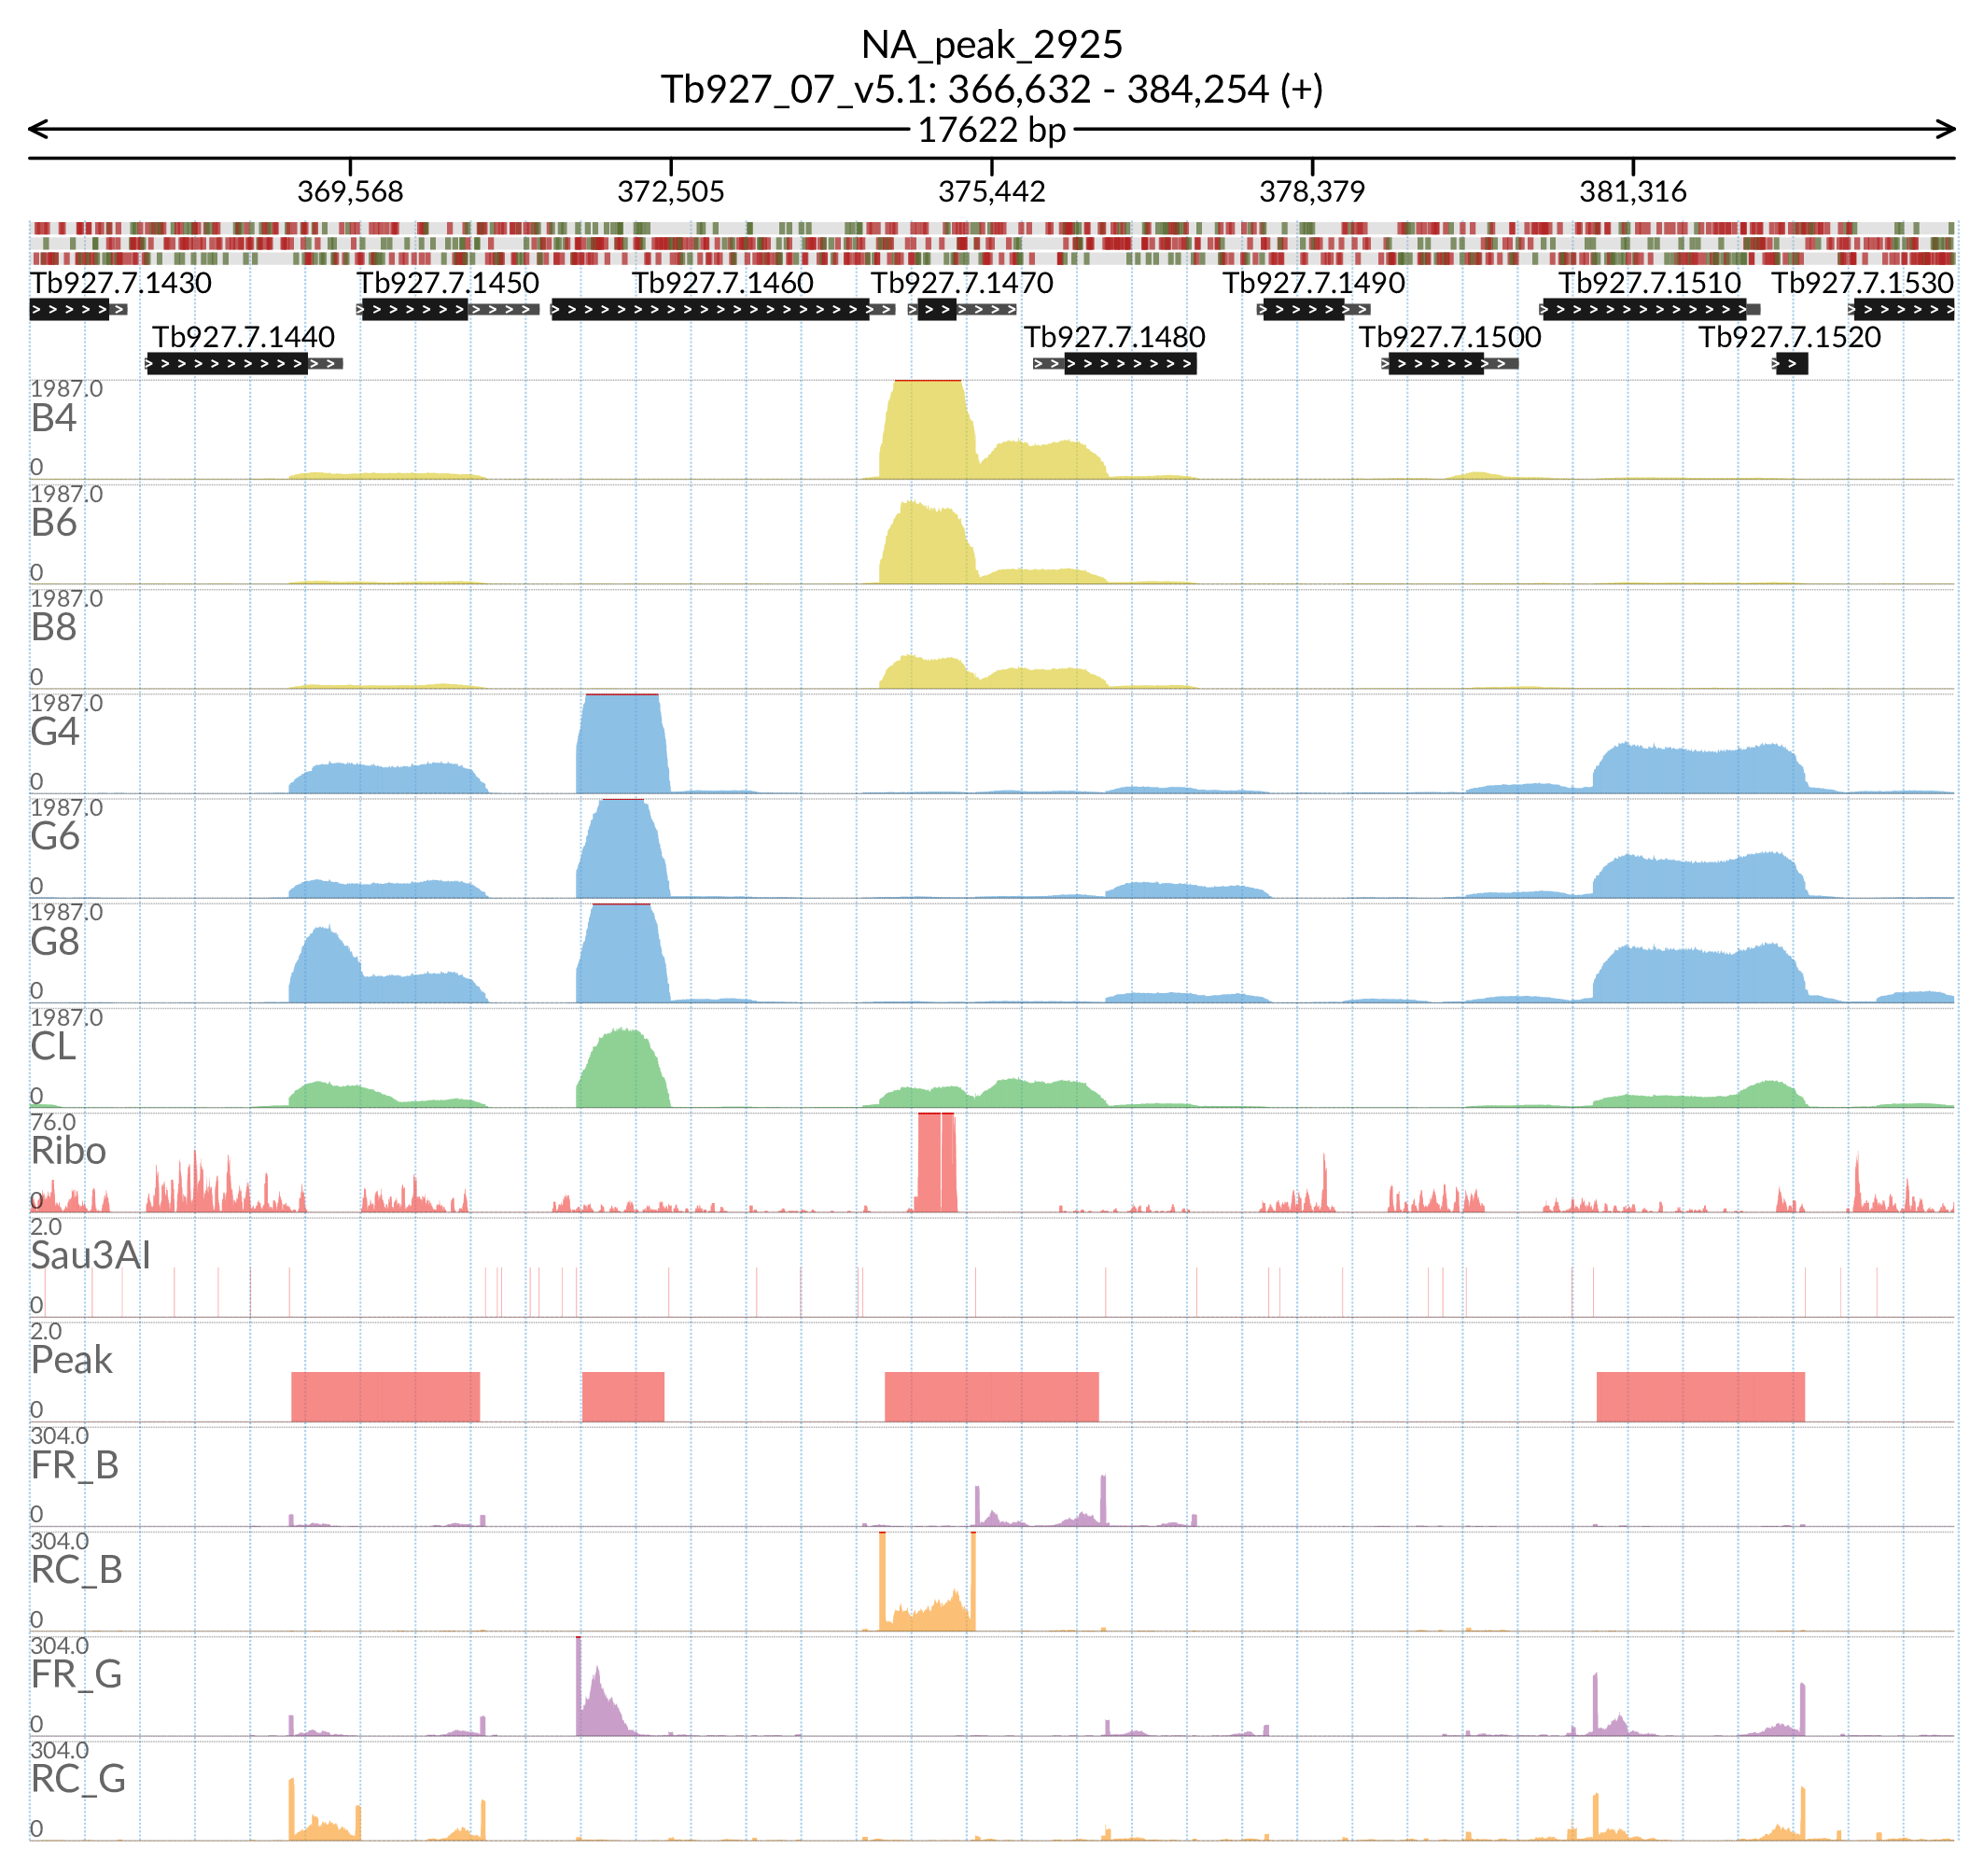 NA_peak_2925
Tb927_07_v5.1: 366,632 - 384,254 (+)
17622 bp
369,568 372,505 375,442 378,379 381,316
Tb927.7.1430 Tb927.7.1450 Tb927.7.1460 Tb927.7.1470 Tb927.7.1490 Tb927.7.1510 Tb927.7.1530
Tb927.7.1440 Tb927.7.1480 Tb927.7.1500 Tb927.7.1520
1987.0
B4
0
1987.0
B6
0
1987.0
B8
0
1987.0
G4
0
1987.0
G6
0
1987.0
G8
0
1987.0
CL
0
76.0
Ribo
0
2.0
Sau3AI
0
2.0
Peak
0
304.0
FR_B
0
304.0
RC_B
0
304.0
FR_G
0
304.0
RC_G
0